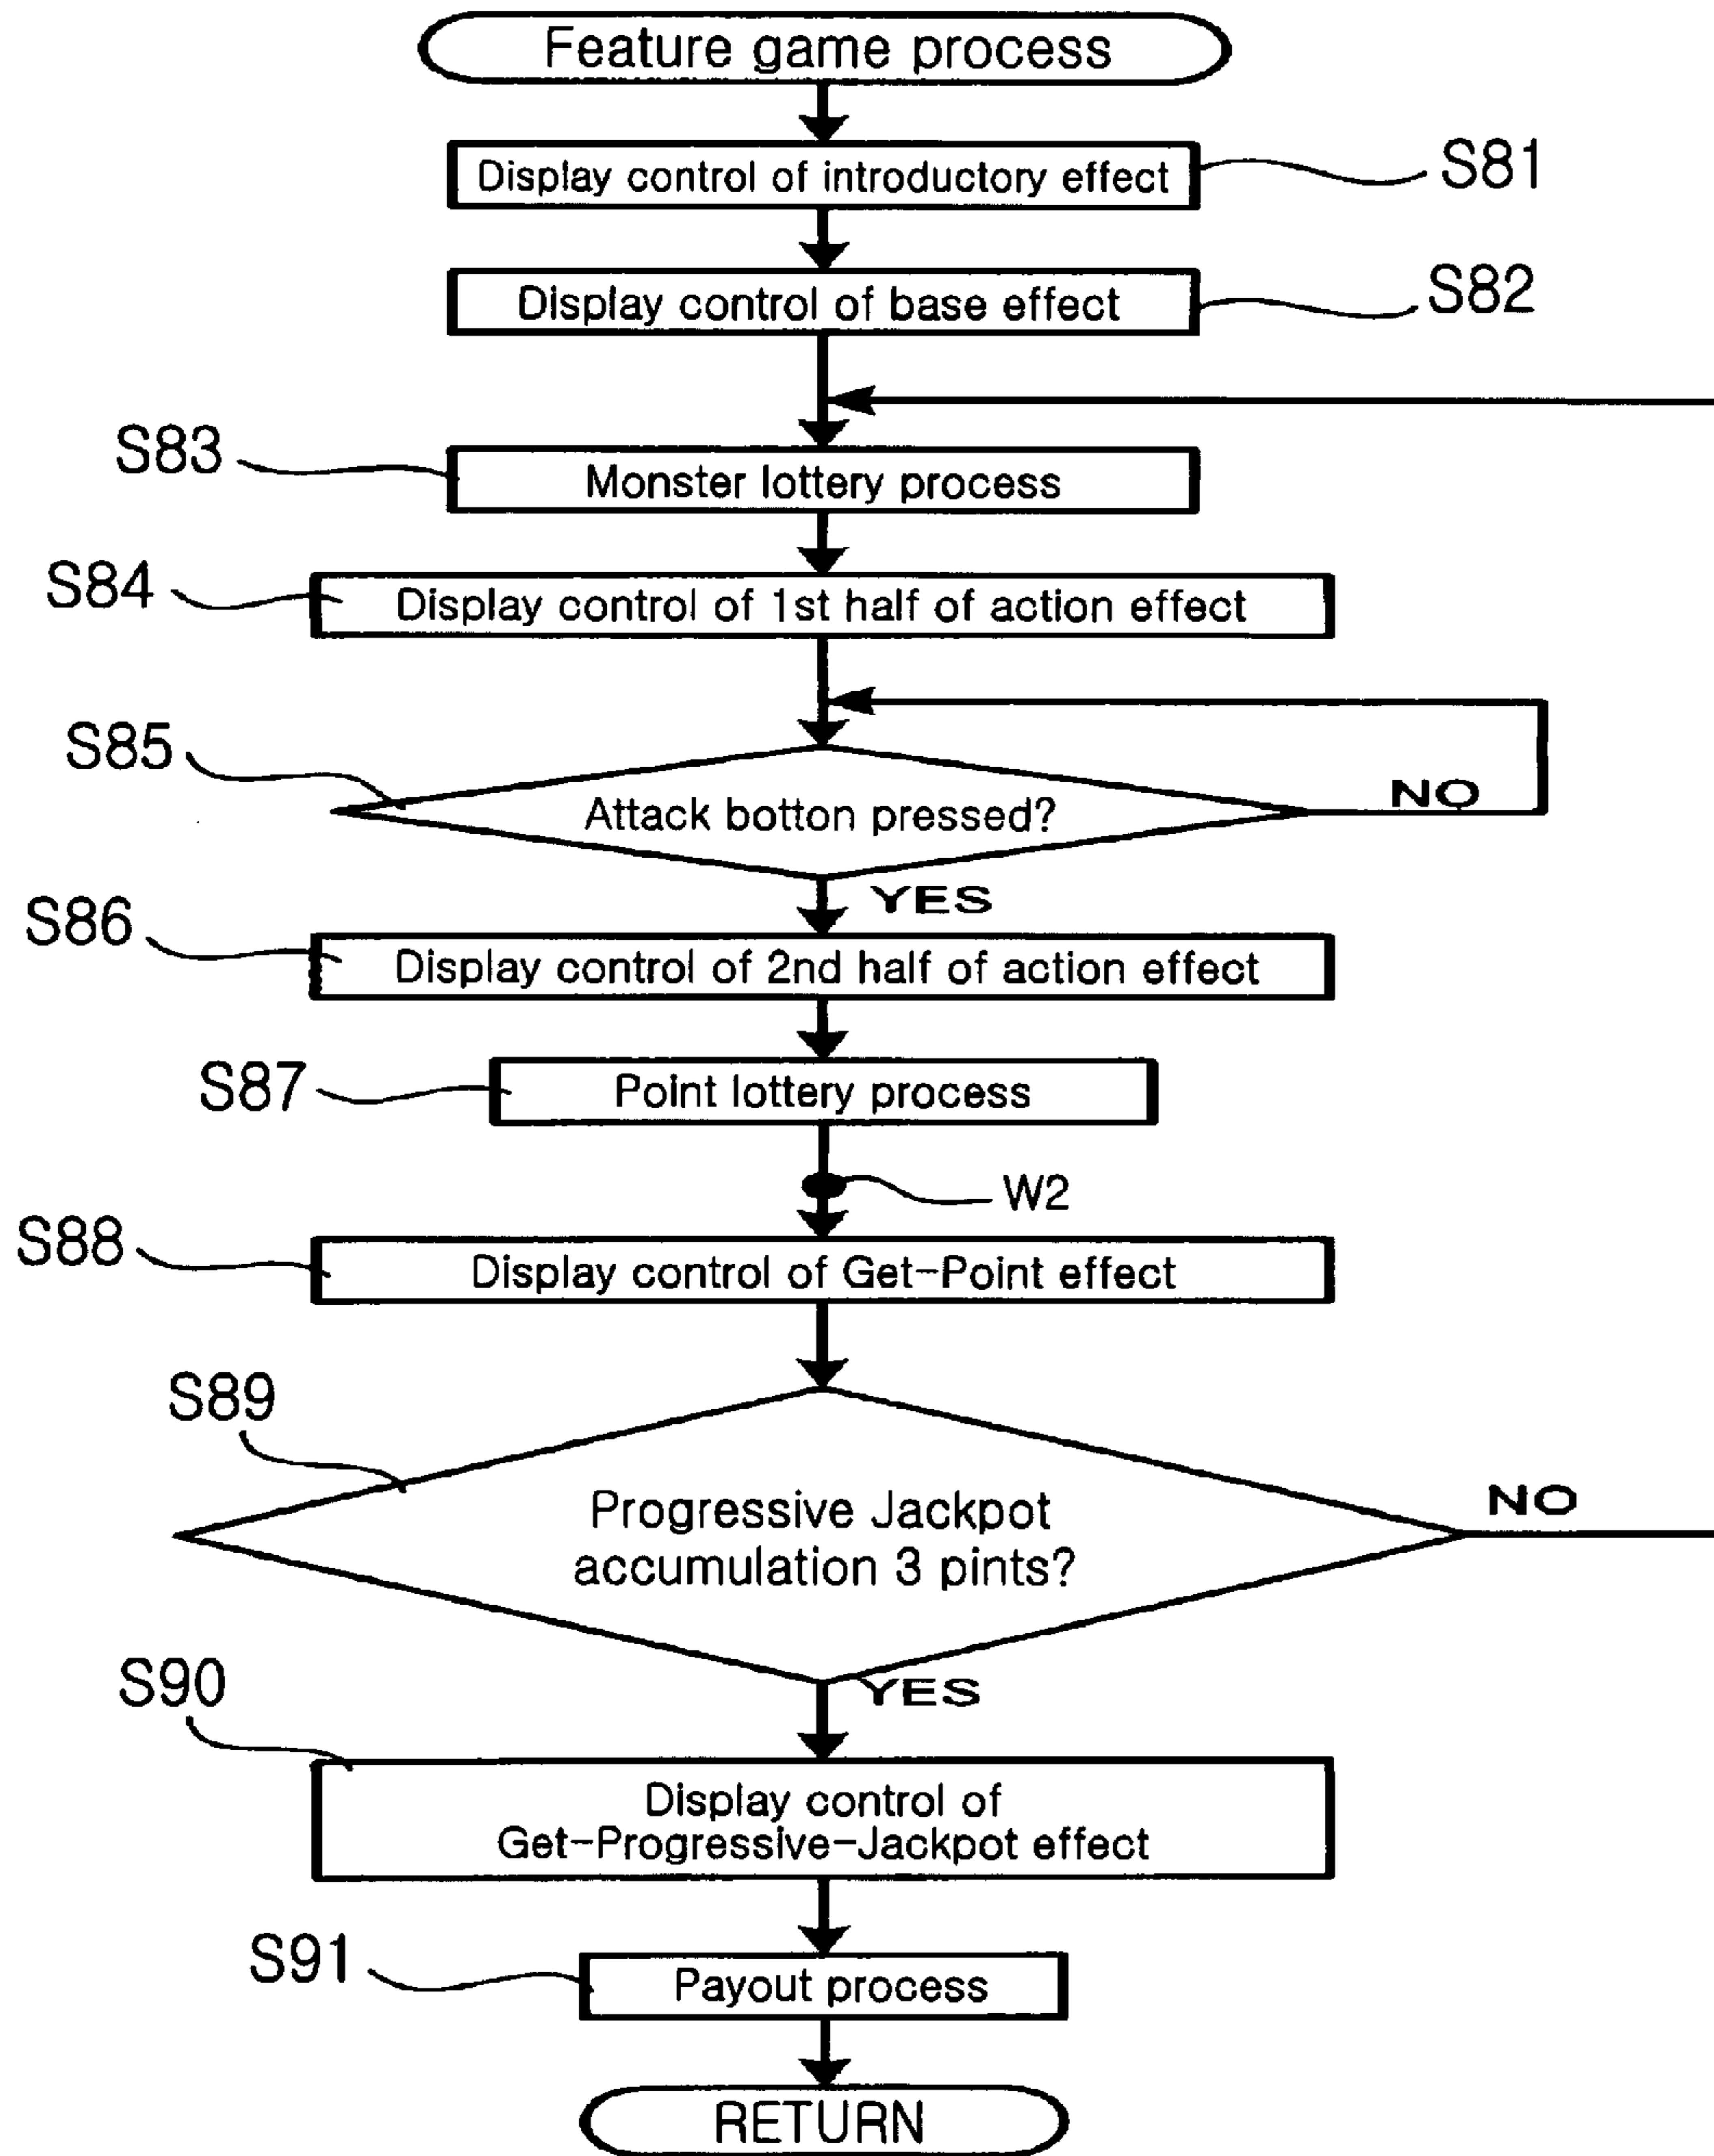 Feature game process
Display control of introductory effect
S81
Display control of base effect
S82
S83
Monster lottery process
S84
Display control of 1st half of action effect
S85
Attack botton pressed?
NO
YES
S86
Display control of 2nd half of action effect
S87
Point lottery process
W2
S88
Display control of Get-Point effect
S89
Progressive Jackpot
accumulation 3 pints?
NO
YES
S90
Display control of
Get-Progressive-Jackpot effect
S91
Payout process
RETURN